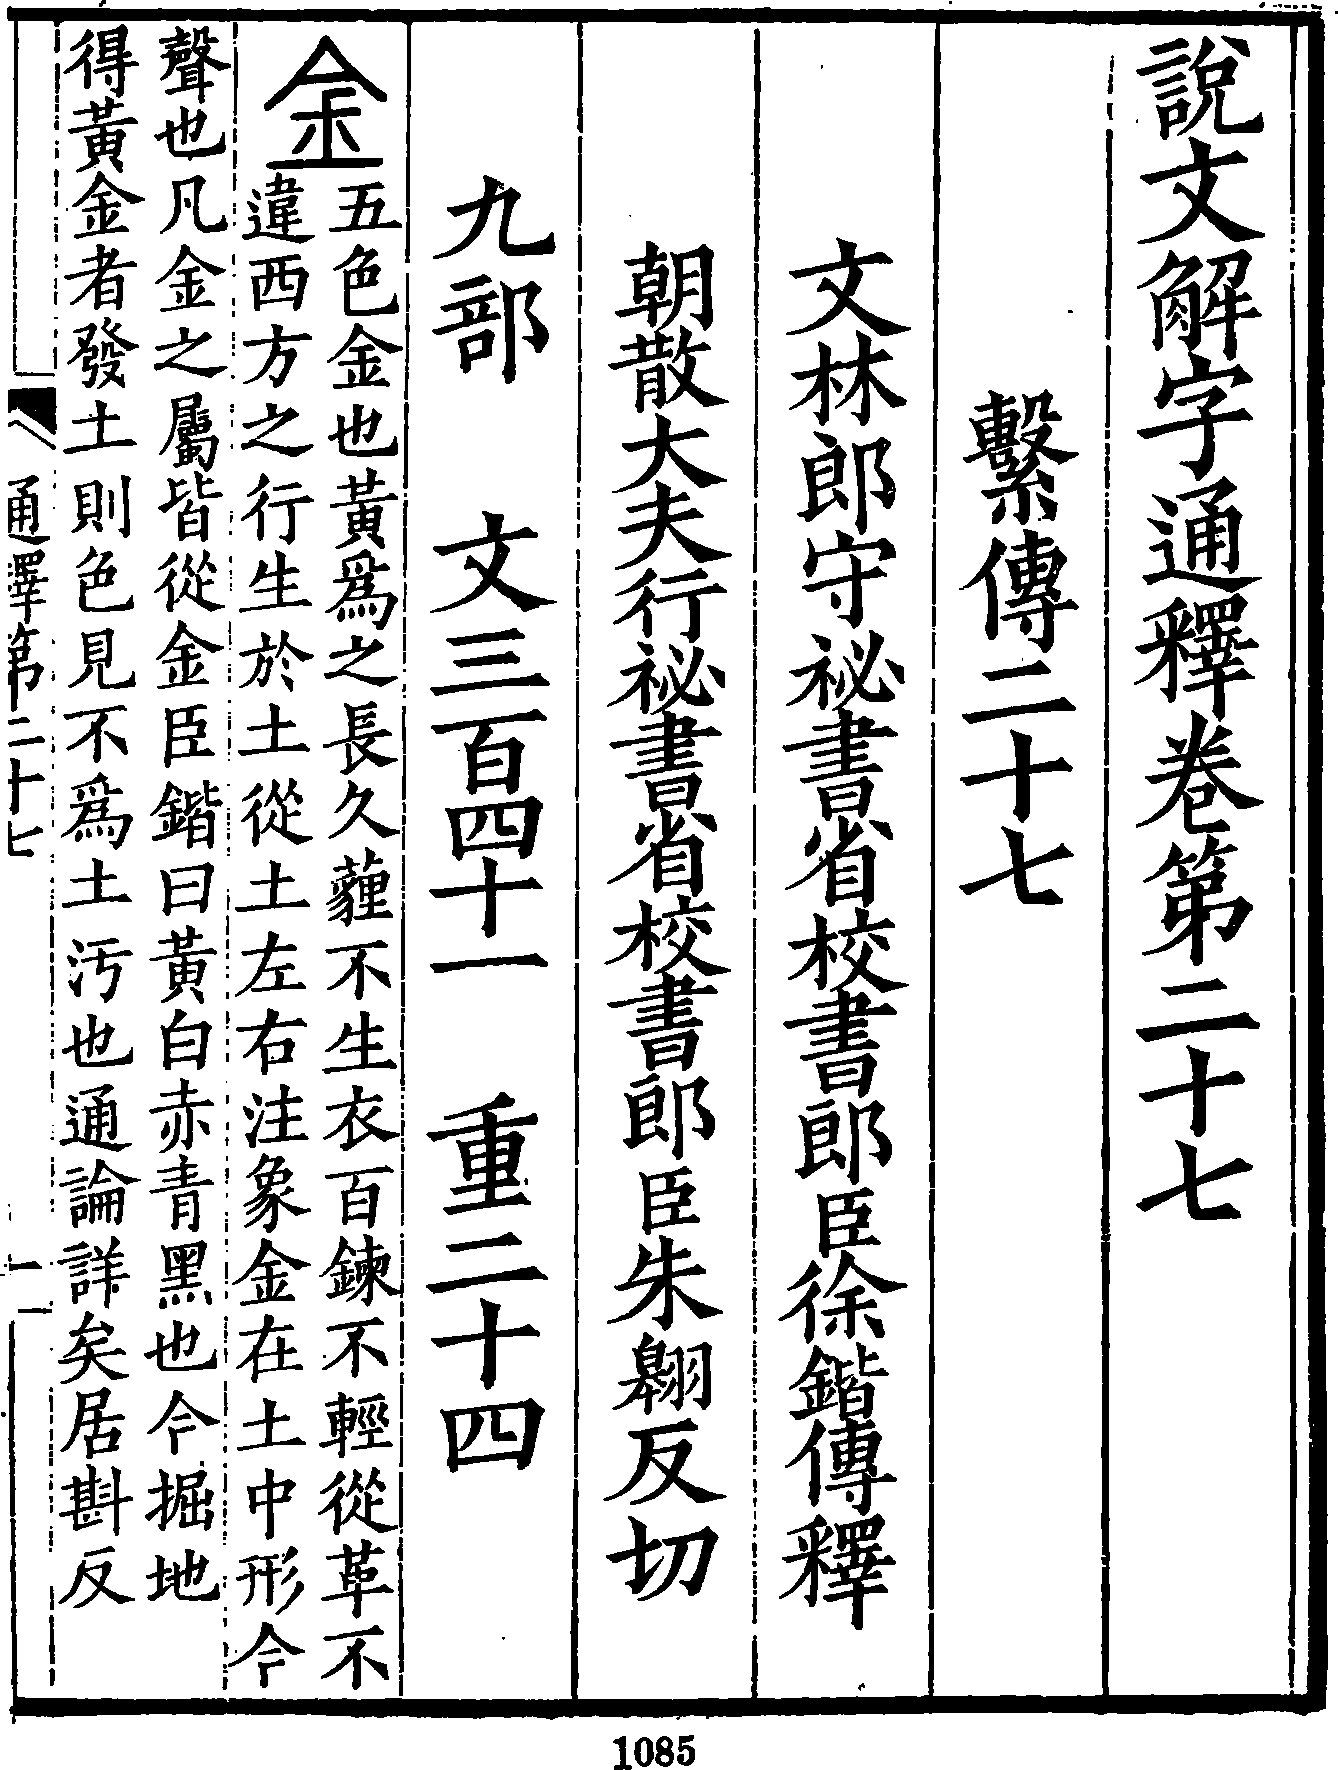 說文解字通釋卷第二十七
繫傳二十七
文林郎守祕書省校書郎臣徐鍇傳釋
朝散大夫行祕書省校書郎臣朱翱反切
九部 文三百四十一 重二十四
金
五色金也黃為之長久薶不生衣百鍊不輕從革不
違西方之行生於土從土左右注象金在土中形今
聲也凡金之屬皆從金臣鍇曰黃白赤青黑也今掘地
得黃金者發土則色見不為土污也通論詳矣居斟反
通釋第二十七
一
1085